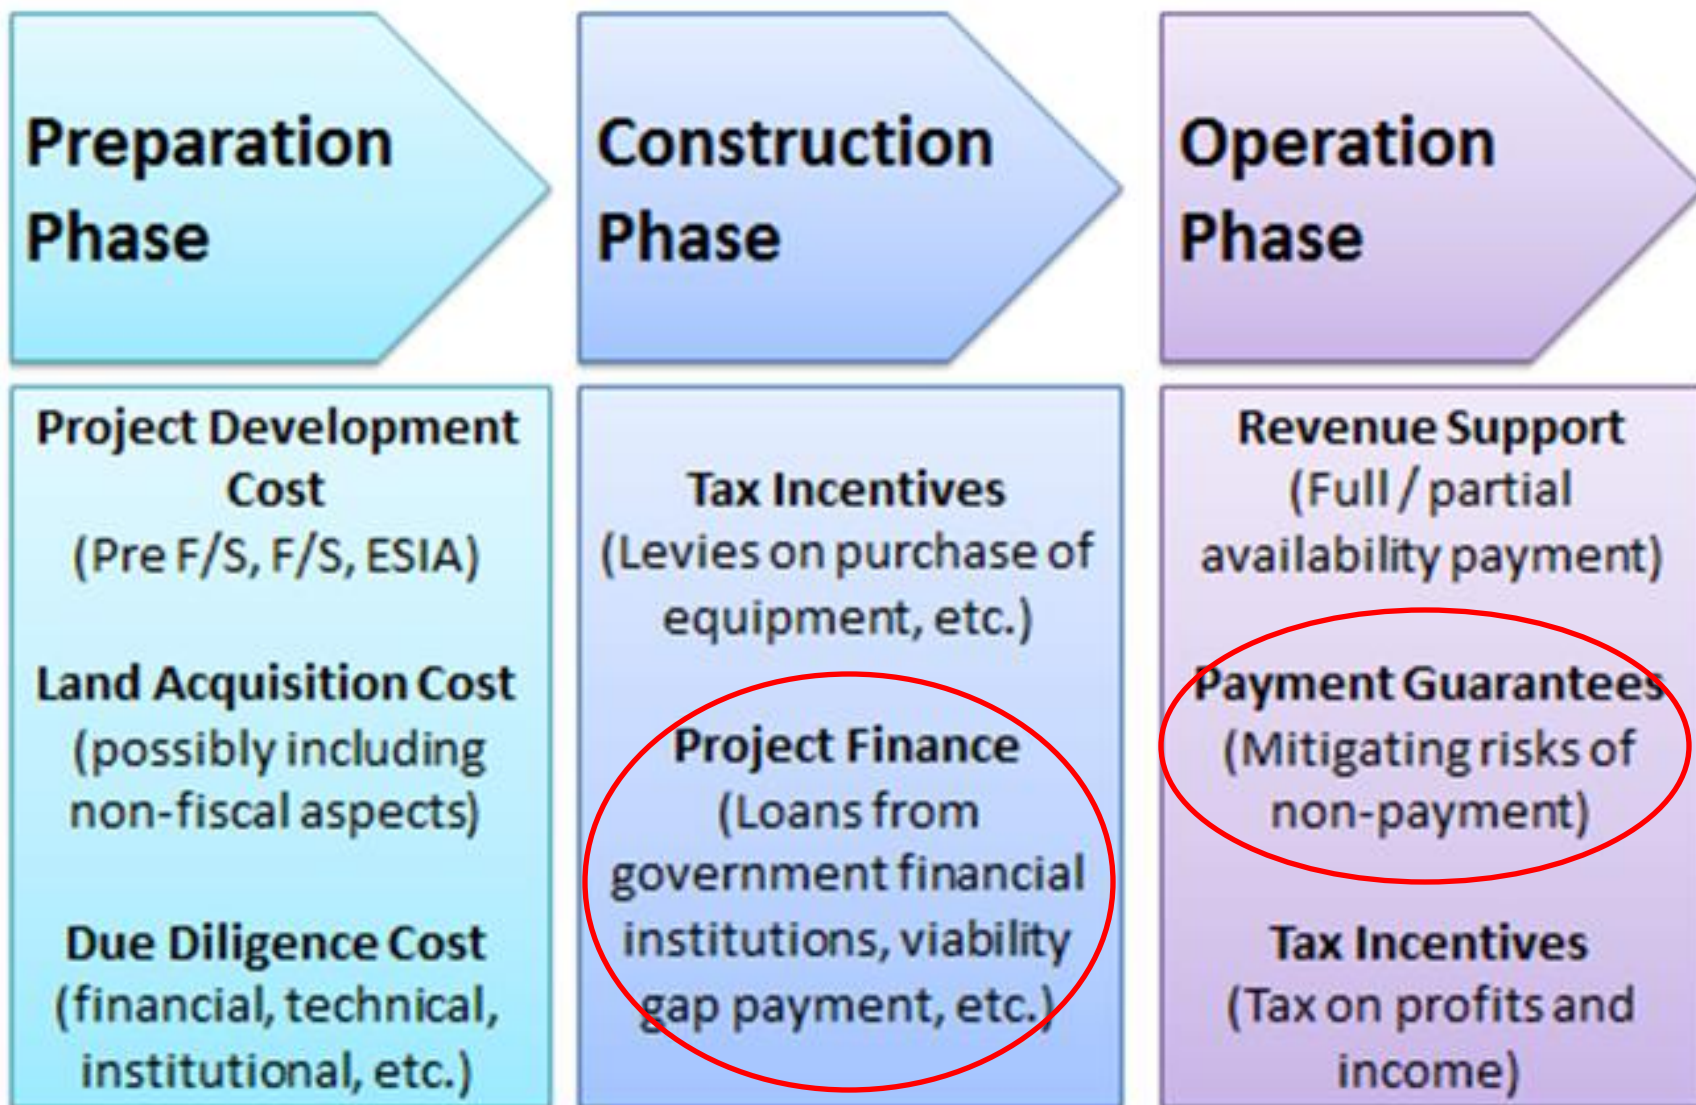 Preparation
Phase
Construction
Phase
Operation
Phase
Project Development
Cost
(Pre F/S, F/S, ESIA)
Land Acquisition Cost
(possibly including
non-fiscal aspects)
Due Diligence Cost
(financial, technical,
institutional, etc.)
Tax Incentives
(Levies on purchase of
equipment, etc.)
Project Finance
(Loans from
government financial
institutions, viability
gap payment, etc.)
Revenue Support
(Full / partial
availability payment)
Payment Guarantees
(Mitigating risks of
non-payment)
Tax Incentives
(Tax on profits and
income)